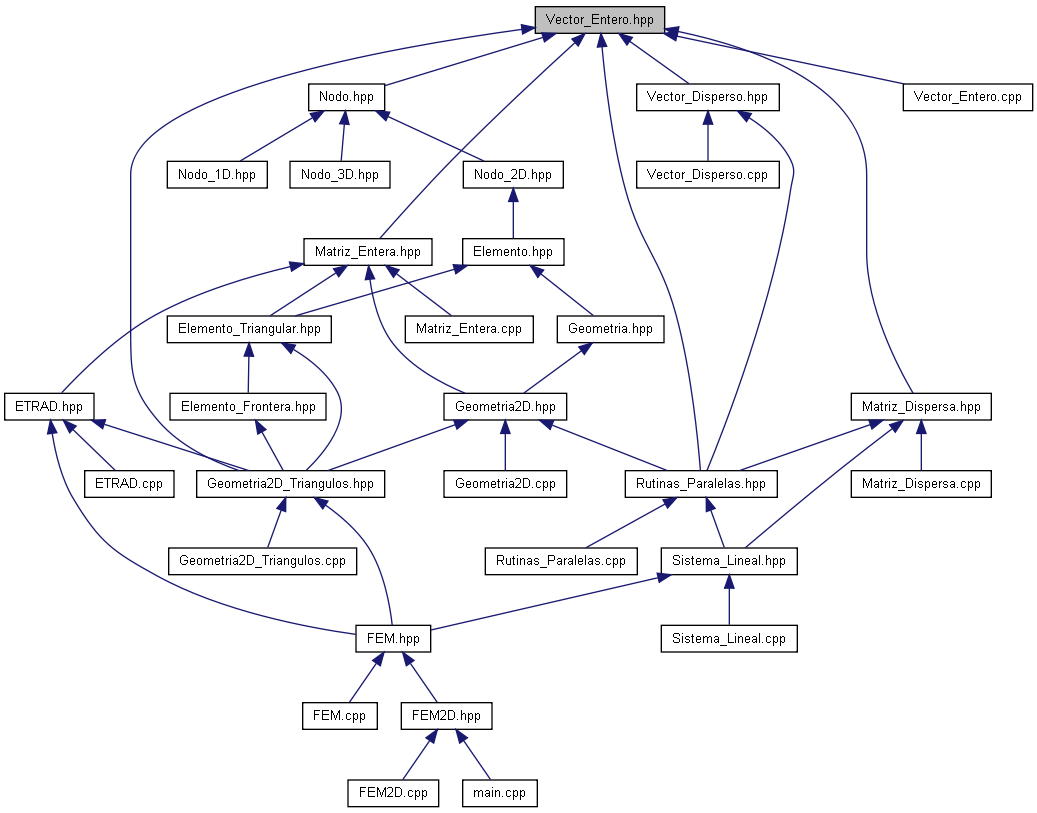 Vector_Entero.hpp
Nodo.hpp
Vector_Disperso.hpp
Vector_Entero.cpp
Nodo_1D.hpp
Nodo_3D.hpp
Nodo_2D.hpp
Vector_Disperso.cpp
Matriz_Entera.hpp
Elemento.hpp
Elemento_Triangular.hpp
Matriz_Entera.cpp
Geometria.hpp
ETRAD.hpp
Elemento_Frontera.hpp
Geometria2D.hpp
Matriz_Dispersa.hpp
ETRAD.cpp
Geometria2D_Triangulos.hpp
Geometria2D.cpp
Rutinas_Paralelas.hpp
Matriz_Dispersa.cpp
Geometria2D_Triangulos.cpp
Rutinas_Paralelas.cpp
Sistema_Lineal.hpp
FEM.hpp
Sistema_Lineal.cpp
FEM.cpp
FEM2D.hpp
FEM2D.cpp
main.cpp